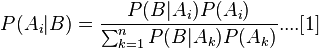 P(A_i|B) = \frac{P(B|A_i)P(A_i)}{\sum_{k=1}^{n} P(B|A_k)P(A_k)}....[1]